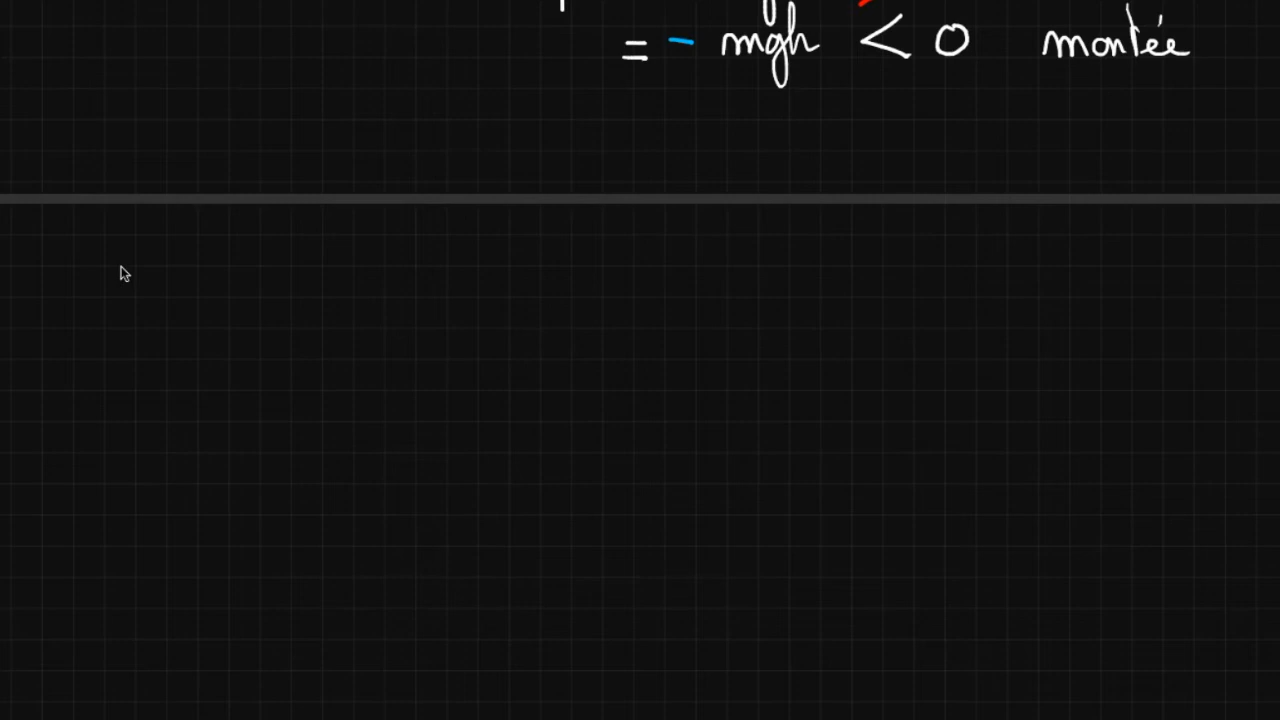 = - mgh < 0 montée